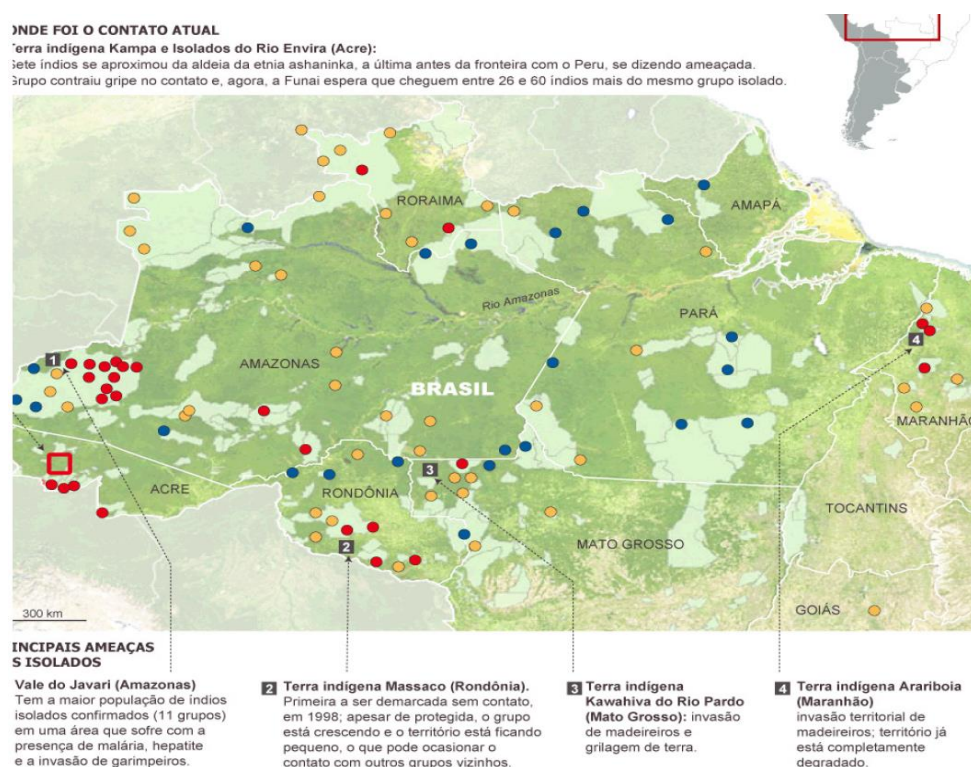 ONDE FOI O CONTATO ATUAL
Terra indígena Kampa e Isolados do Rio Envira (Acre):
Sete índios se aproximou da aldeia da etnia ashaninka, a última antes da fronteira com o Peru, se dizendo ameaçada.
Grupo contraiu gripe no contato e, agora, a Funai espera que cheguem entre 26 e 60 índios mais do mesmo grupo isolado.
RORAIMA
AMAPÁ
Rio Amazonas
PARÁ
1
4
AMAZONAS
BRASIL
MARANHÃO
3
ACRE
RONDÔNIA
TOCANTINS
2
MATO GROSSO
GOIÁS
300 km
INCIPAIS AMEAÇAS
S ISOLADOS
Vale do Javari (Amazonas)
Tem a maior população de índios
isolados confirmados (11 grupos)
em uma área que sofre com a
presença de malária, hepatite
e a invasão de garimpeiros.
2 Terra indígena Massaco (Rondônia).
Primeira a ser demarcada sem contato,
em 1998; apesar de protegida, o grupo
está crescendo e o território está ficando
pequeno, o que pode ocasionar o
contato com outros grupos vizinhos.
3 Terra indígena
Kawahiva do Rio Pardo
(Mato Grosso): invasão
de madeireiros e
grilagem de terra.
4 Terra indígena Arariboia
(Maranhão)
invasão territorial de
madeireiros; território já
está completamente
degradado.